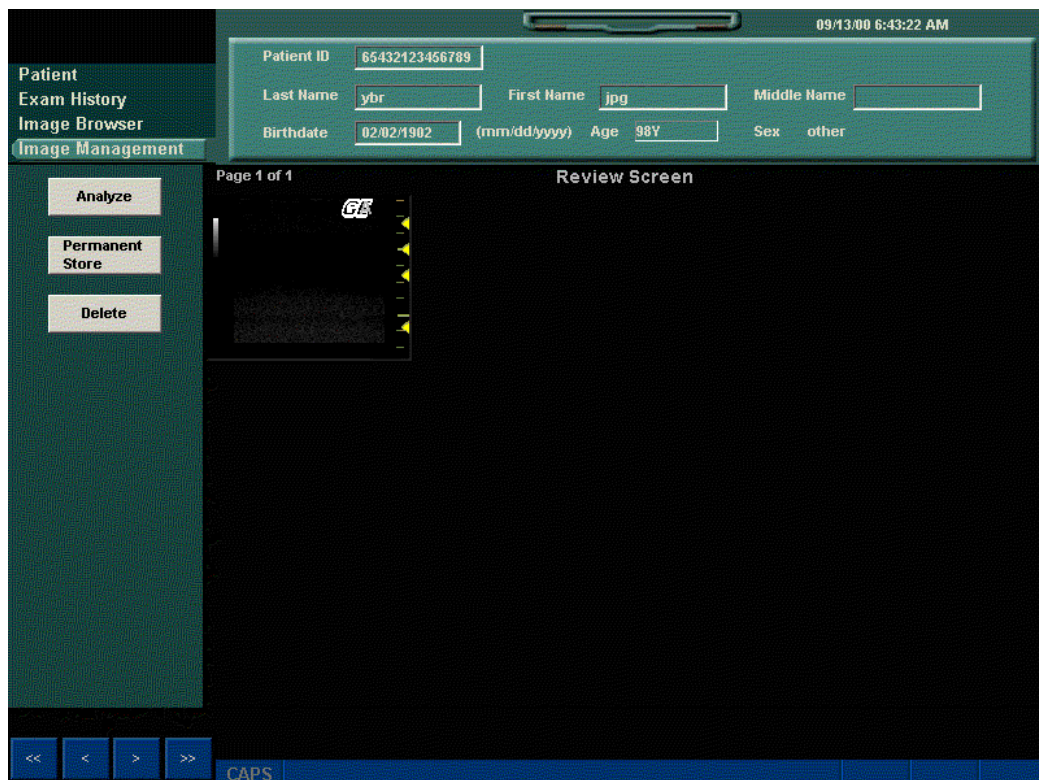 09/13/00 6:43:22 AM
Patient ID 65432123456789
Last Name ybr First Name jpg Middle Name
Birthdate 02/02/1902 (mm/dd/yyyy) Age 98Y Sex other
Patient
Exam History
Image Browser
Image Management
Page 1 of 1 Review Screen
Analyze
Permanent
Store
Delete
<< < > >>
CAPS